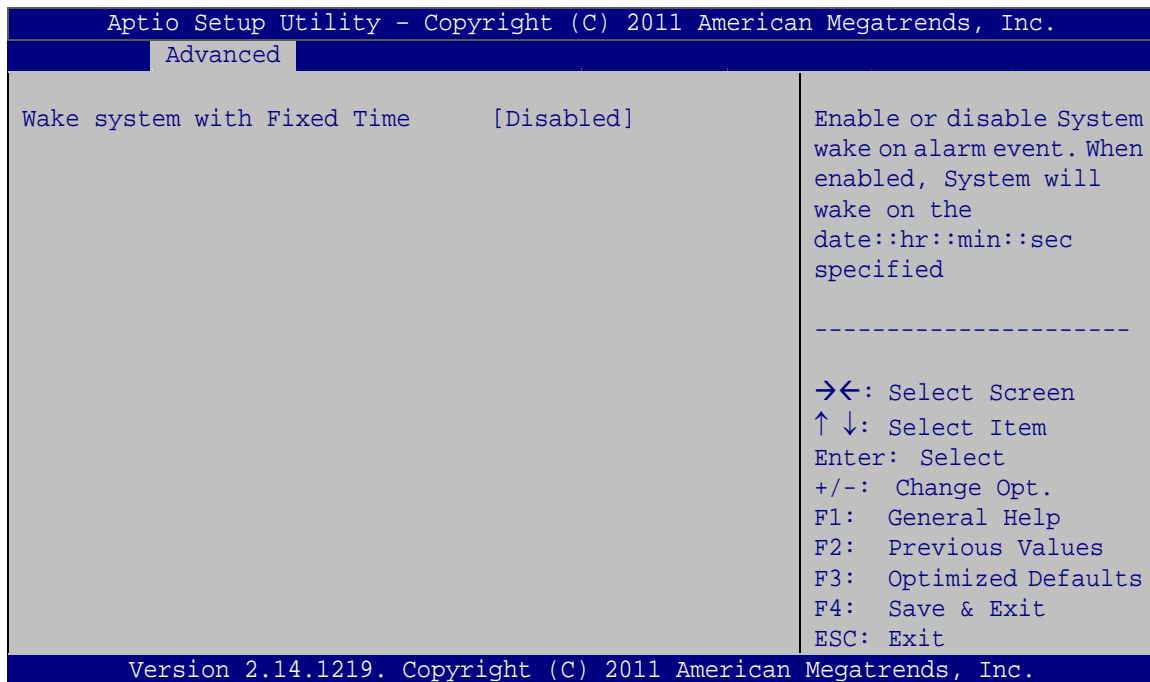 Aptio Setup Utility – Copyright (C) 2011 American Megatrends, Inc.
Advanced
Wake system with Fixed Time [Disabled]
Enable or disable System
wake on alarm event. When
enabled, System will
wake on the
date::hr::min::sec
specified
----------------------
→←: Select Screen
↑ ↓: Select Item
Enter: Select
+/-: Change Opt.
F1: General Help
F2: Previous Values
F3: Optimized Defaults
F4: Save & Exit
ESC: Exit
Version 2.14.1219. Copyright (C) 2011 American Megatrends, Inc.